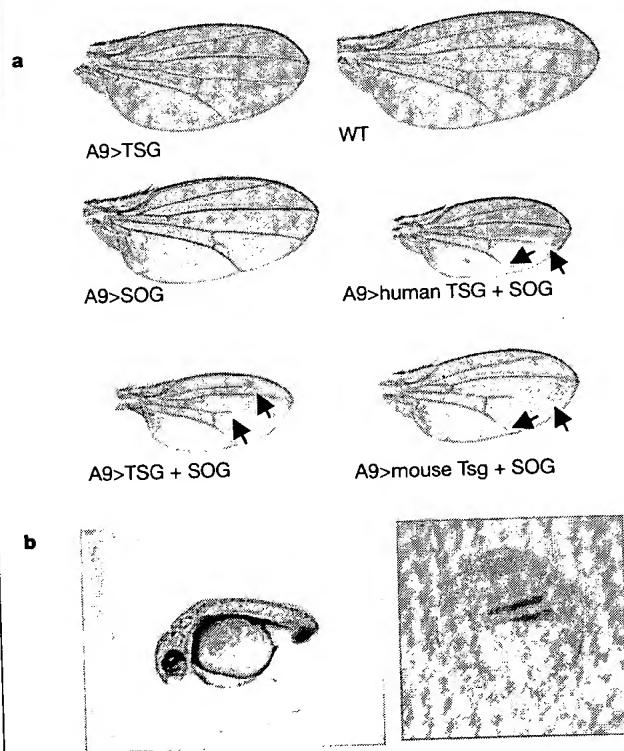 a
A9>TSG
WT
A9>SOG
A9>human TSG + SOG
A9>TSG + SOG
A9>mouse Tsg + SOG
b